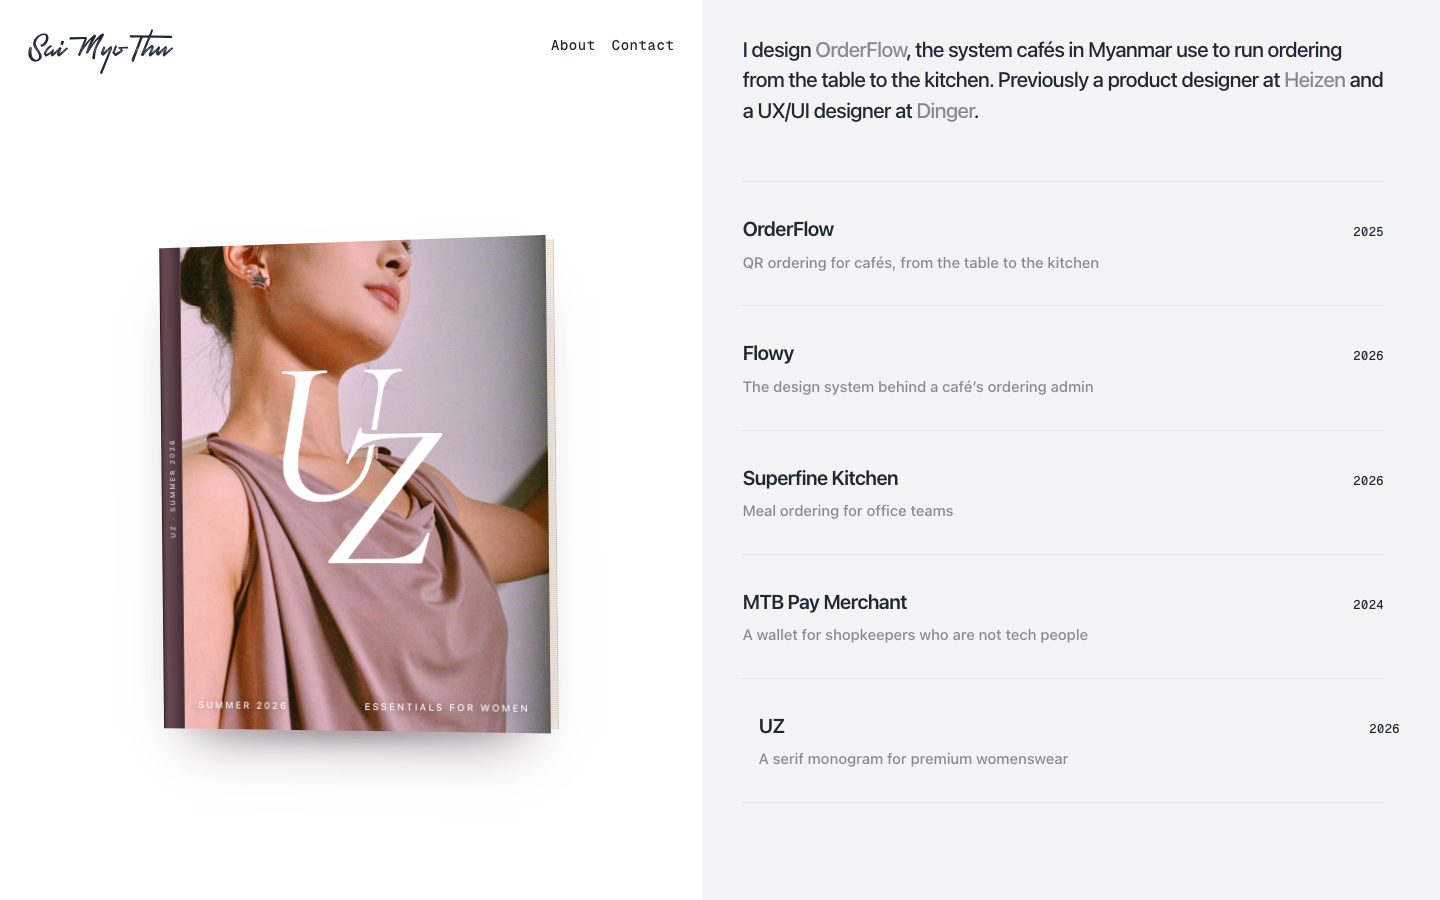 Sai Myo Thu
About Contact
I design OrderFlow, the system cafés in Myanmar use to run ordering
from the table to the kitchen. Previously a product designer at Heizen and
a UX/UI designer at Dinger.
OrderFlow 2025
QR ordering for cafés, from the table to the kitchen
Flowy 2026
The design system behind a café’s ordering admin
Superfine Kitchen 2026
Meal ordering for office teams
MTB Pay Merchant 2024
A wallet for shopkeepers who are not tech people
UZ 2026
A serif monogram for premium womenswear
UZ · SUMMER 2026
UZ
SUMMER 2026 ESSENTIALS FOR WOMEN